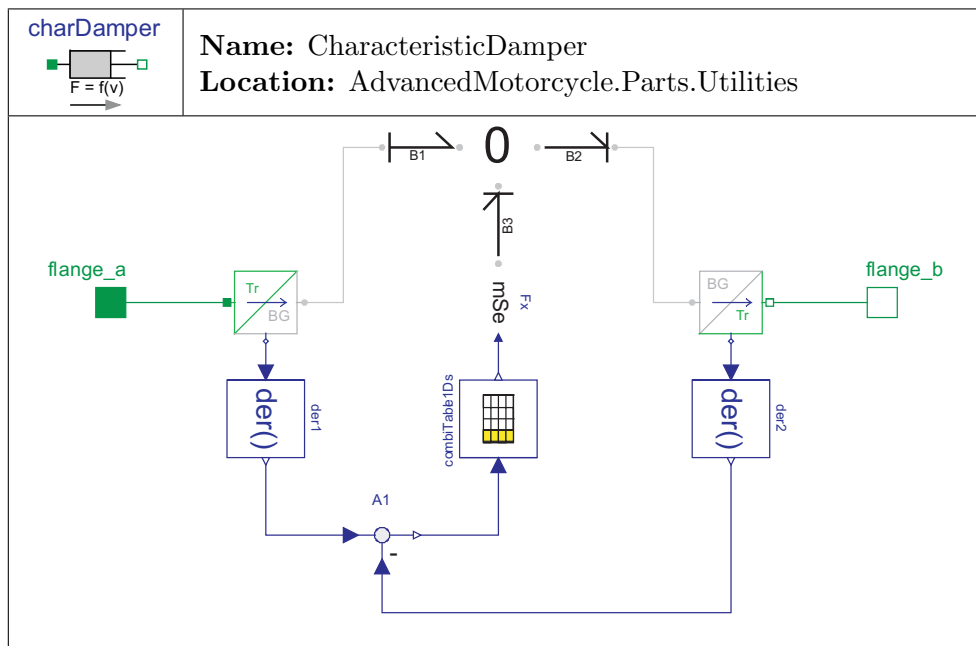 charDamper
F = f(v)
Name: CharacteristicDamper
Location: AdvancedMotorcycle.Parts.Utilities
B1
0
B2
B3
flange_a
Tr
BG
mSe
Fx
BG
Tr
flange_b
der()
der1
combiTable1Ds
der()
der2
A1
-